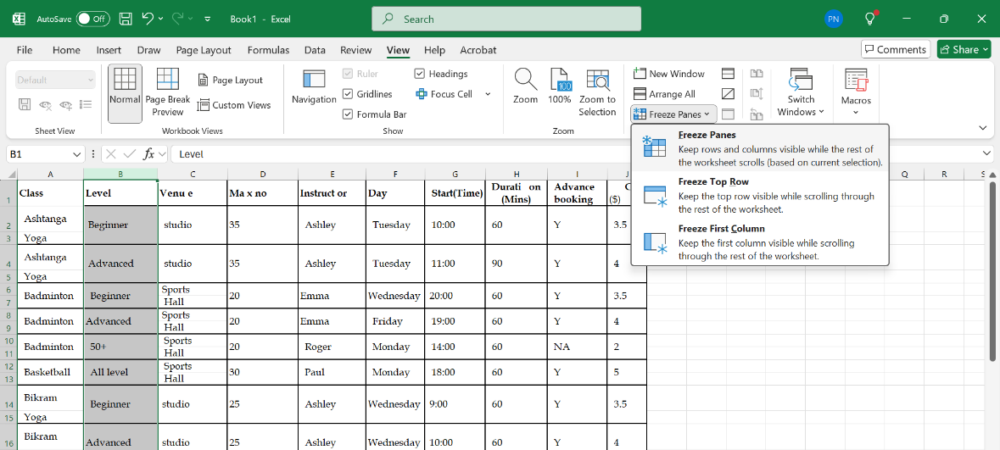 AutoSave Off Book1 - Excel Search PN
File Home Insert Draw Page Layout Formulas Data Review View Help Acrobat Comments Share
Default
Normal
Page Break
Preview
Page Layout
Custom Views
Navigation
Ruler
Gridlines
Formula Bar
Headings
Focus Cell
Zoom
100
100%
Zoom to
Selection
New Window
Arrange All
Freeze Panes
Switch
Windows
Macros
Sheet View Workbook Views Show Zoom
Freeze Panes
Keep rows and columns visible while the rest of
the worksheet scrolls (based on current selection).
Freeze Top Row
Keep the top row visible while scrolling through
the rest of the worksheet.
Freeze First Column
Keep the first column visible while scrolling
through the rest of the worksheet.
B1 fx Level
A B C D E F G H I J Q R S
1 Class Level Venu e Ma x no Instruct or Day Start(Time) Durati on (Mins) Advance booking C ($)
2 Ashtanga Beginner studio 35 Ashley Tuesday 10:00 60 Y 3.5
3 Yoga
4 Ashtanga Advanced studio 35 Ashley Tuesday 11:00 90 Y 4
5 Yoga
6 Badminton Beginner Sports 20 Emma Wednesday 20:00 60 Y 3.5
7 Hall
8 Badminton Advanced Sports 20 Emma Friday 19:00 60 Y 4
9 Hall
10 Badminton 50+ Sports 20 Roger Monday 14:00 60 NA 2
11 Hall
12 Basketball All level Sports 30 Paul Monday 18:00 60 Y 5
13 Hall
14 Bikram Beginner studio 25 Ashley Wednesday 9:00 60 Y 3.5
15 Yoga
16 Bikram Advanced studio 25 Ashley Wednesday 10:00 60 Y 4